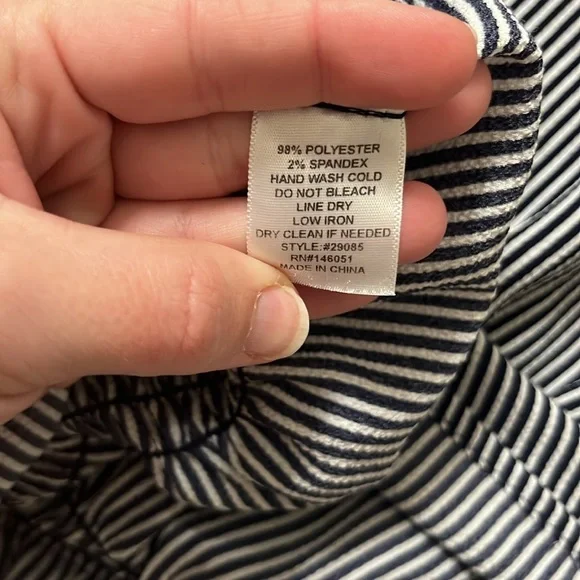 98% POLYESTER
2% SPANDEX
HAND WASH COLD
DO NOT BLEACH
LINE DRY
LOW IRON
DRY CLEAN IF NEEDED
STYLE:#29085
RN#146051
MADE IN CHINA